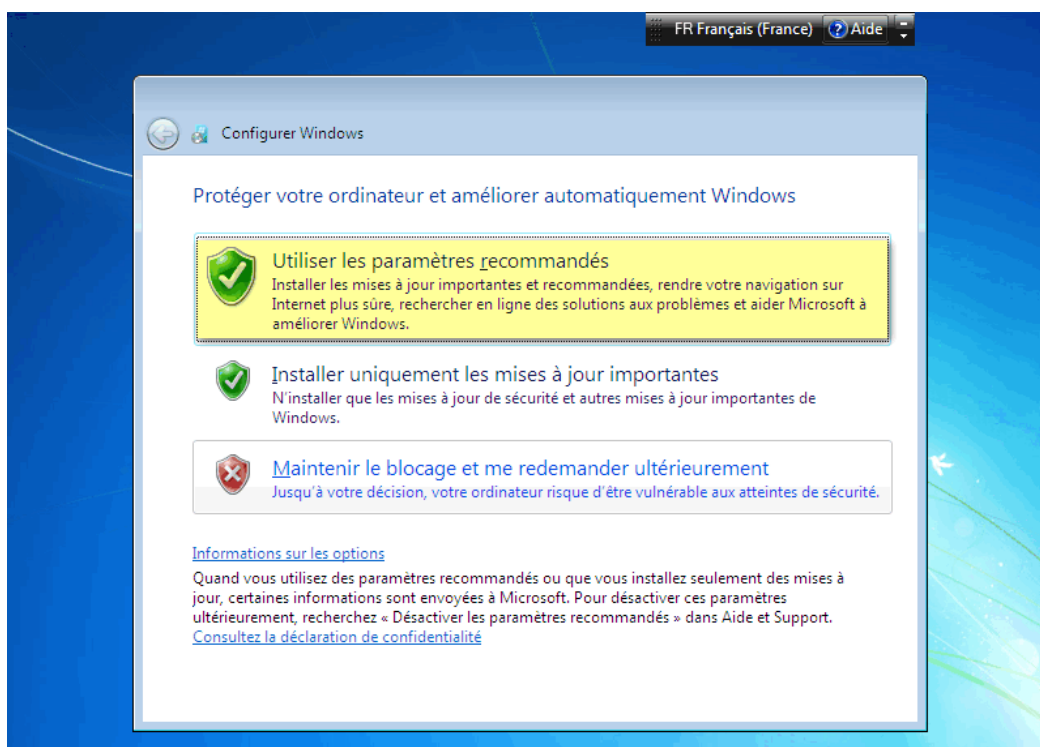 FR Français (France) Aide
Configurer Windows
Protéger votre ordinateur et améliorer automatiquement Windows
Utiliser les paramètres recommandés
Installer les mises à jour importantes et recommandées, rendre votre navigation sur
Internet plus sûre, rechercher en ligne des solutions aux problèmes et aider Microsoft à
améliorer Windows.
Installer uniquement les mises à jour importantes
N'installer que les mises à jour de sécurité et autres mises à jour importantes de
Windows.
Maintenir le blocage et me redemander ultérieurement
Jusqu'à votre décision, votre ordinateur risque d'être vulnérable aux atteintes de sécurité.
Informations sur les options
Quand vous utilisez des paramètres recommandés ou que vous installez seulement des mises à
jour, certaines informations sont envoyées à Microsoft. Pour désactiver ces paramètres
ultérieurement, recherchez « Désactiver les paramètres recommandés » dans Aide et Support.
Consultez la déclaration de confidentialité